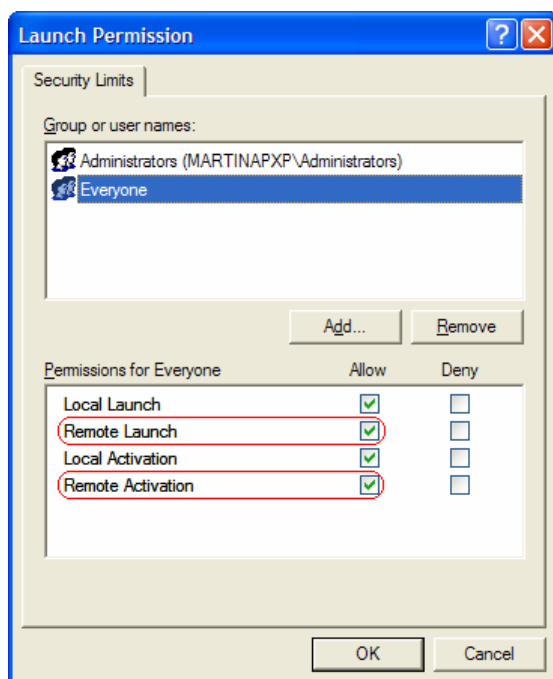 Launch Permission
Security Limits
Group or user names:
Administrators (MARTINAPXP\Administrators)
Everyone
Add... Remove
Permissions for Everyone Allow Deny
Local Launch
Remote Launch
Local Activation
Remote Activation
OK Cancel